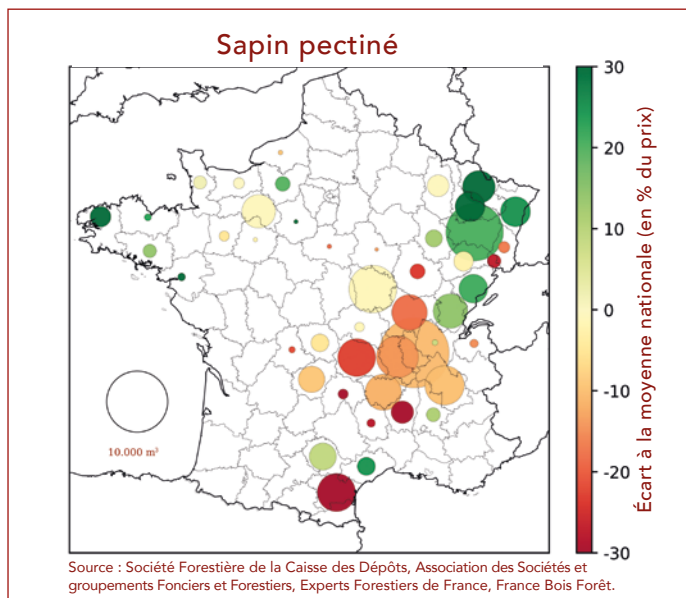 Sapin pectiné
30
20
10
0
-10
-20
-30
Écart à la moyenne nationale (en % du prix)
10.000 m³
Source : Société Forestière de la Caisse des Dépôts, Association des Sociétés et
groupements Fonciers et Forestiers, Experts Forestiers de France, France Bois Forêt.